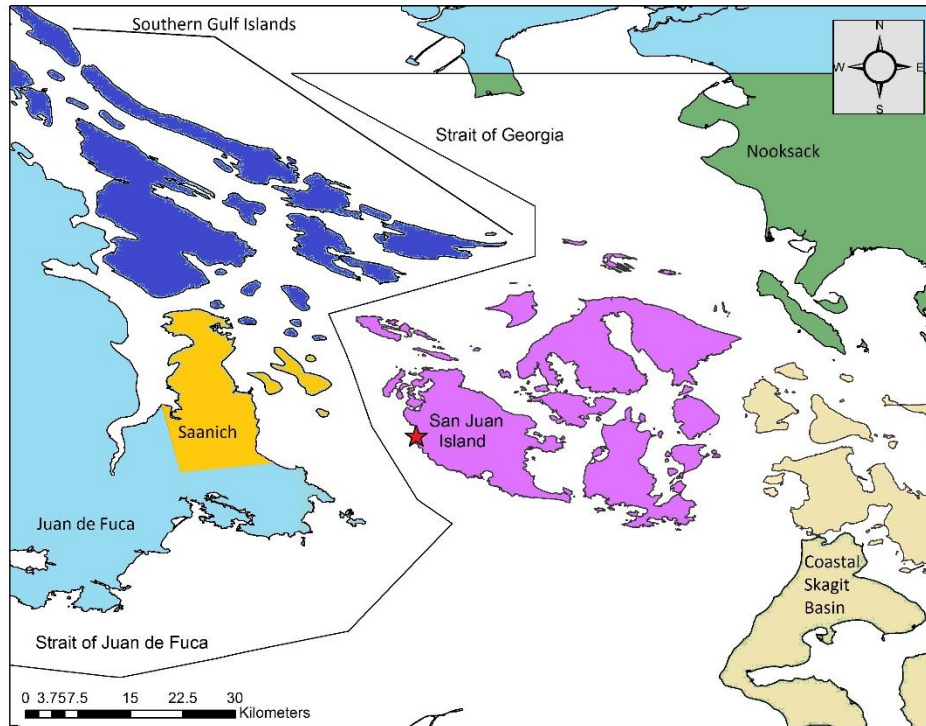 Southern Gulf Islands
N
W E
S
Strait of Georgia
Nooksack
San Juan
Island
Saanich
Juan de Fuca
Coastal
Skagit
Basin
Strait of Juan de Fuca
0 3.757.5 15 22.5 30
Kilometers